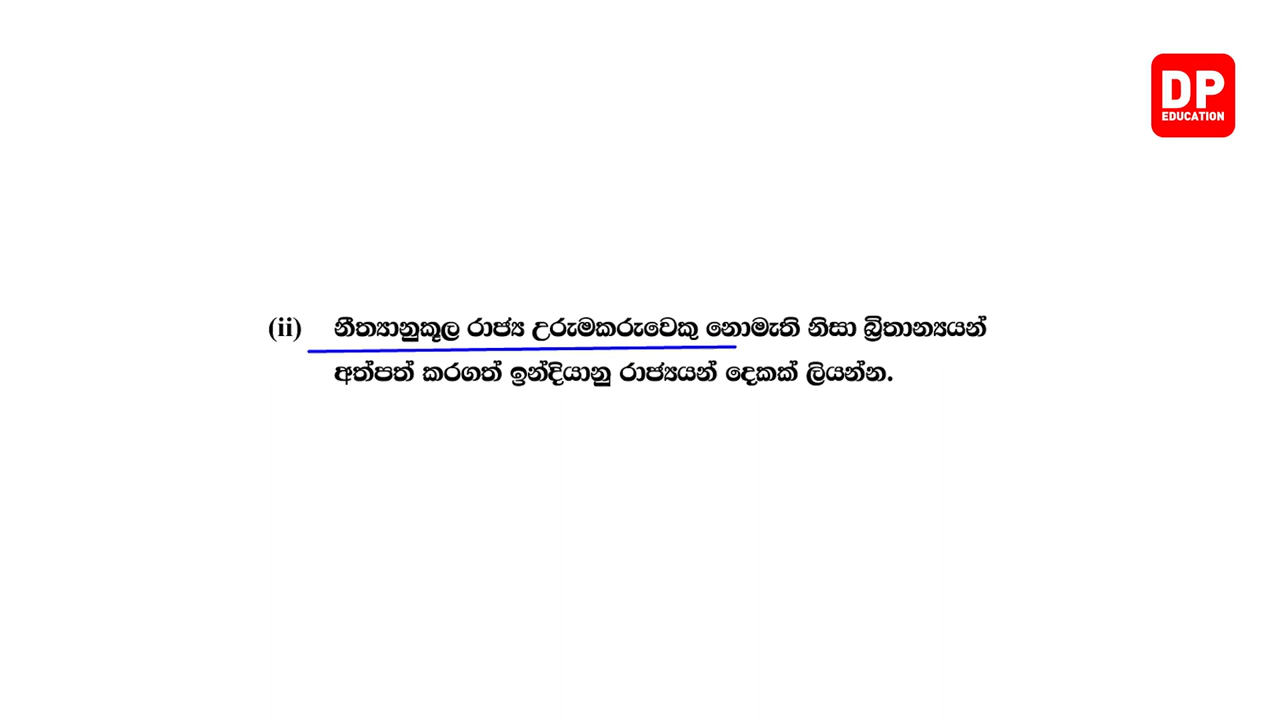 DP
EDUCATION
(ii) නීත්‍යානුකූල රාජ්‍ය උරුමකරුවෙකු නොමැති නිසා බ්‍රිතාන්‍යයන්
අත්පත් කරගත් ඉන්දියානු රාජ්‍යයන් දෙකක් ලියන්න.